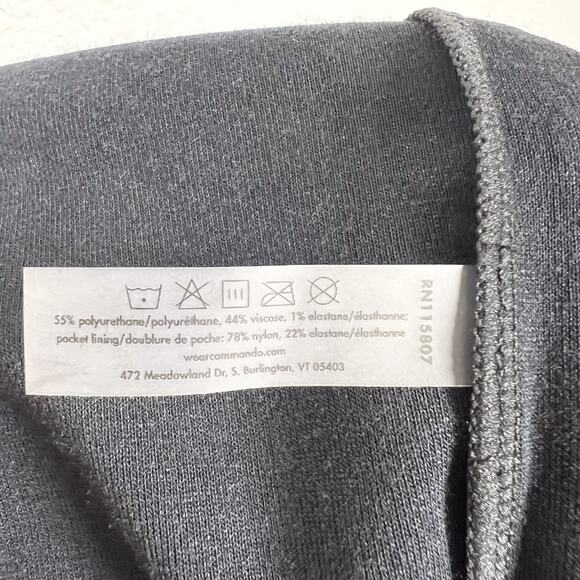 55% polyurethane/polyuréthane, 44% viscose, 1% elastane/élasthanne;
pocket lining/doublure de poche: 78% nylon, 22% elastane/élasthanne
wearcommando.com
472 Meadowland Dr, S. Burlington, VT 05403
RN115807